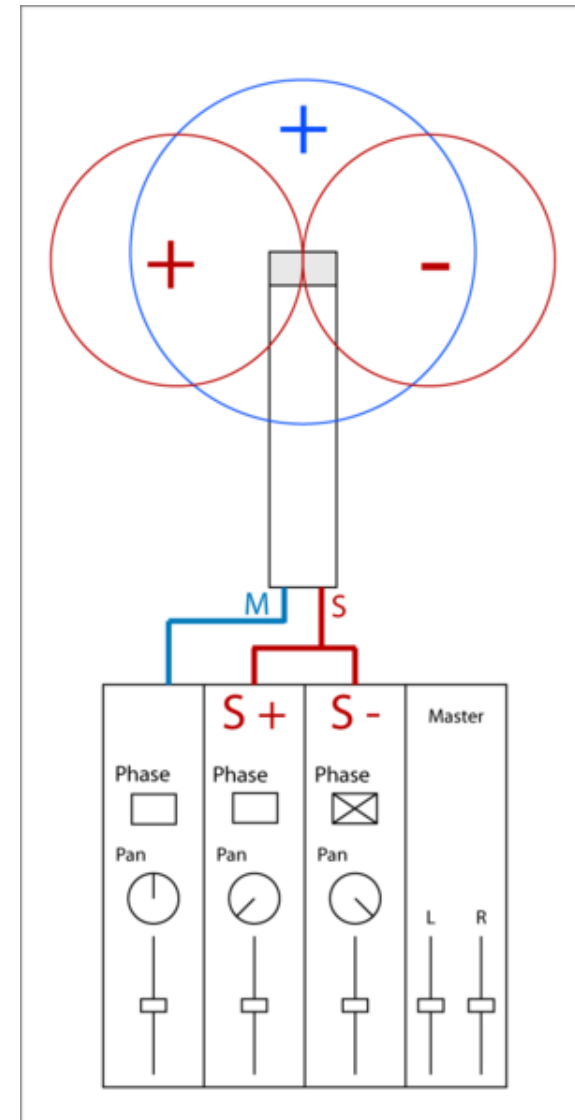 +
+ -
M S
S + S - Master
Phase Phase Phase
Pan Pan Pan
L R